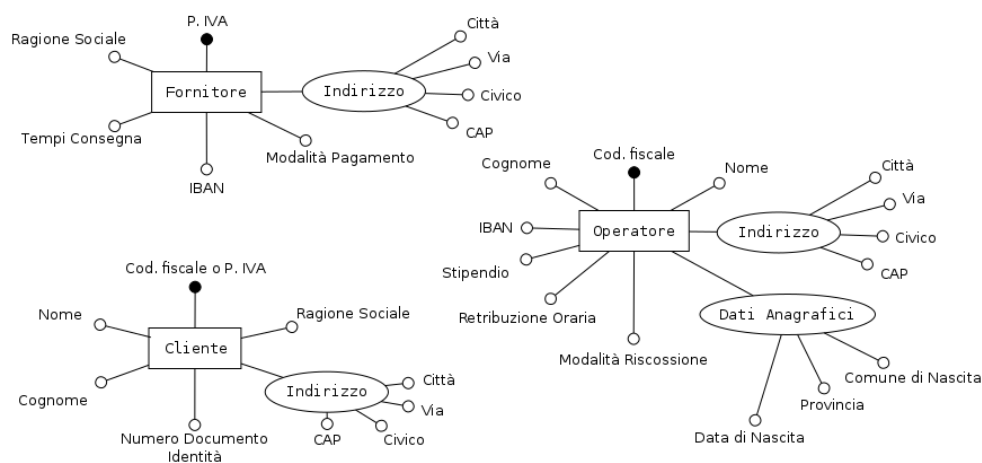 P. IVA
Ragione Sociale
Fornitore
Tempi Consegna
IBAN
Modalità Pagamento
Indirizzo
Città
Via
Civico
CAP
Cod. fiscale
Cognome
Nome
IBAN
Operatore
Stipendio
Retribuzione Oraria
Modalità Riscossione
Indirizzo
Città
Via
Civico
CAP
Dati Anagrafici
Comune di Nascita
Provincia
Data di Nascita
Cod. fiscale o P. IVA
Nome
Ragione Sociale
Cliente
Cognome
Numero Documento
Identità
Indirizzo
Città
Via
Civico
CAP